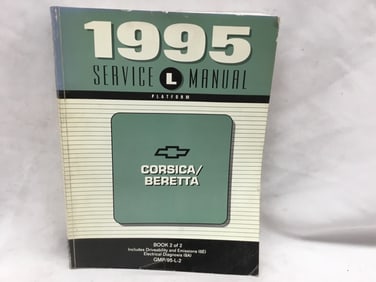 1995
SERVICE L MANUAL
PLATFORM
CORSICA/
BERETTA
BOOK 2 of 2
Includes Driveability and Emissions (6E)
Electrical Diagnosis (8A)
GMP/95-L-2